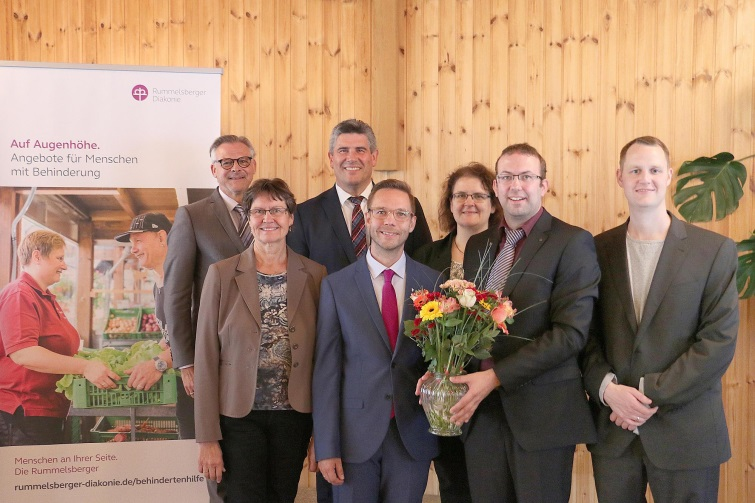 Rummelsberger
Diakonie
Auf Augenhöhe.
Angebote für Menschen
mit Behinderung
Menschen an Ihrer Seite.
Die Rummelsberger
rummelsberger-diakonie.de/behindertenhilfe